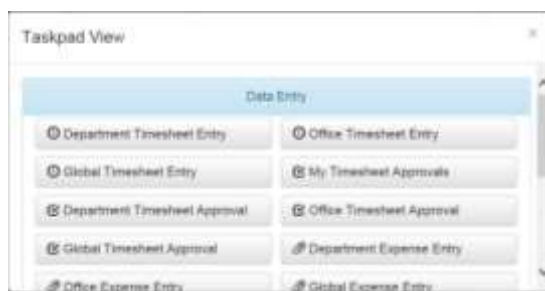 Taskpad View
Data Entry
Department Timesheet Entry
Office Timesheet Entry
Global Timesheet Entry
My Timesheet Approvals
Department Timesheet Approval
Office Timesheet Approval
Global Timesheet Approval
Department Expense Entry
Office Expense Entry
Global Expense Entry